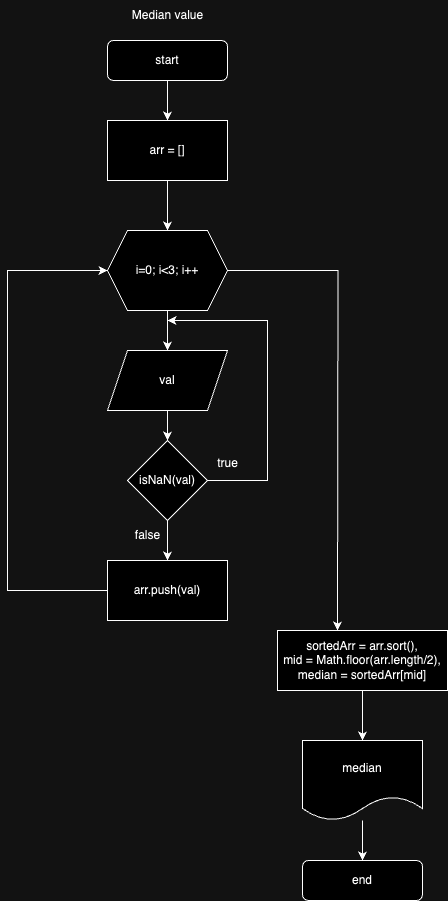 Median value
start
arr = []
i=0; i<3; i++
val
isNaN(val)
true
false
arr.push(val)
sortedArr = arr.sort(),
mid = Math.floor(arr.length/2),
median = sortedArr[mid]
median
end